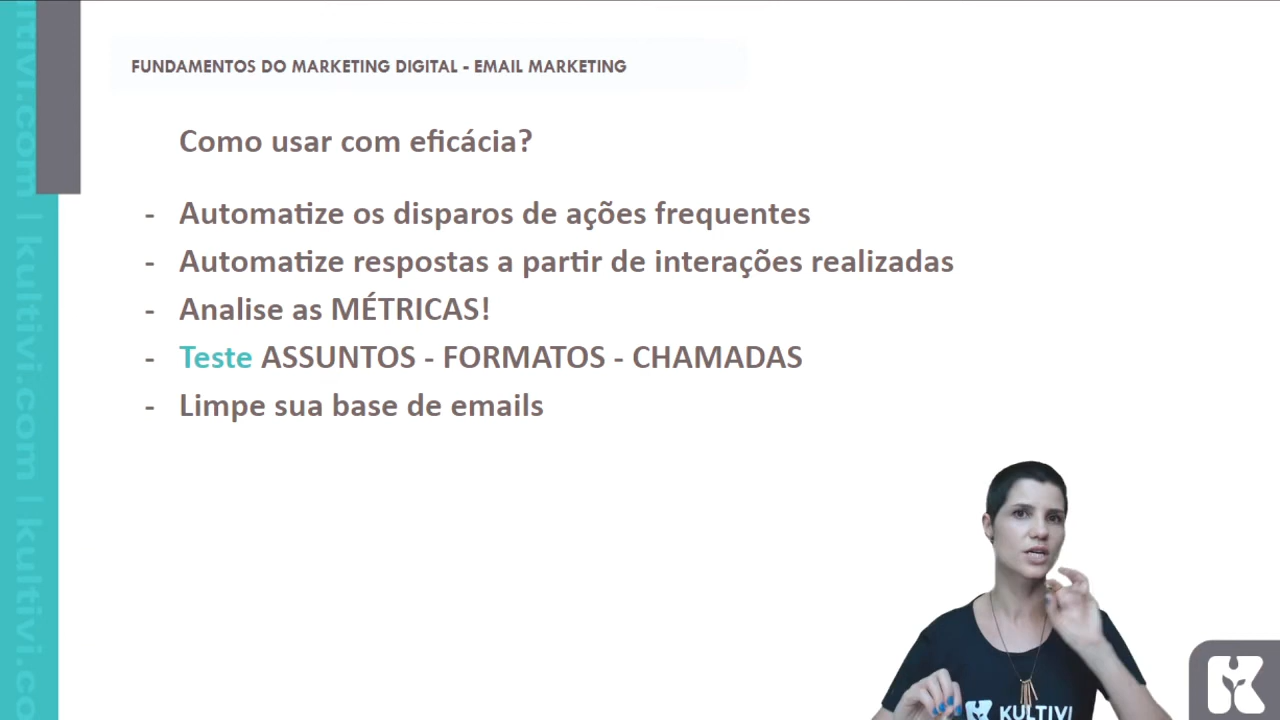 FUNDAMENTOS DO MARKETING DIGITAL - EMAIL MARKETING
Como usar com eficácia?
- Automatize os disparos de ações frequentes
- Automatize respostas a partir de interações realizadas
- Analise as MÉTRICAS!
- Teste ASSUNTOS - FORMATOS - CHAMADAS
- Limpe sua base de emails
kultivi.com | kultivi.com | kultivi.co
KULTIVI